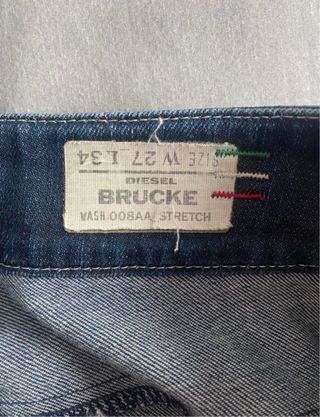 SIZE W 27 L 34
DIESEL
BRUCKE
WASH.008AA STRETCH